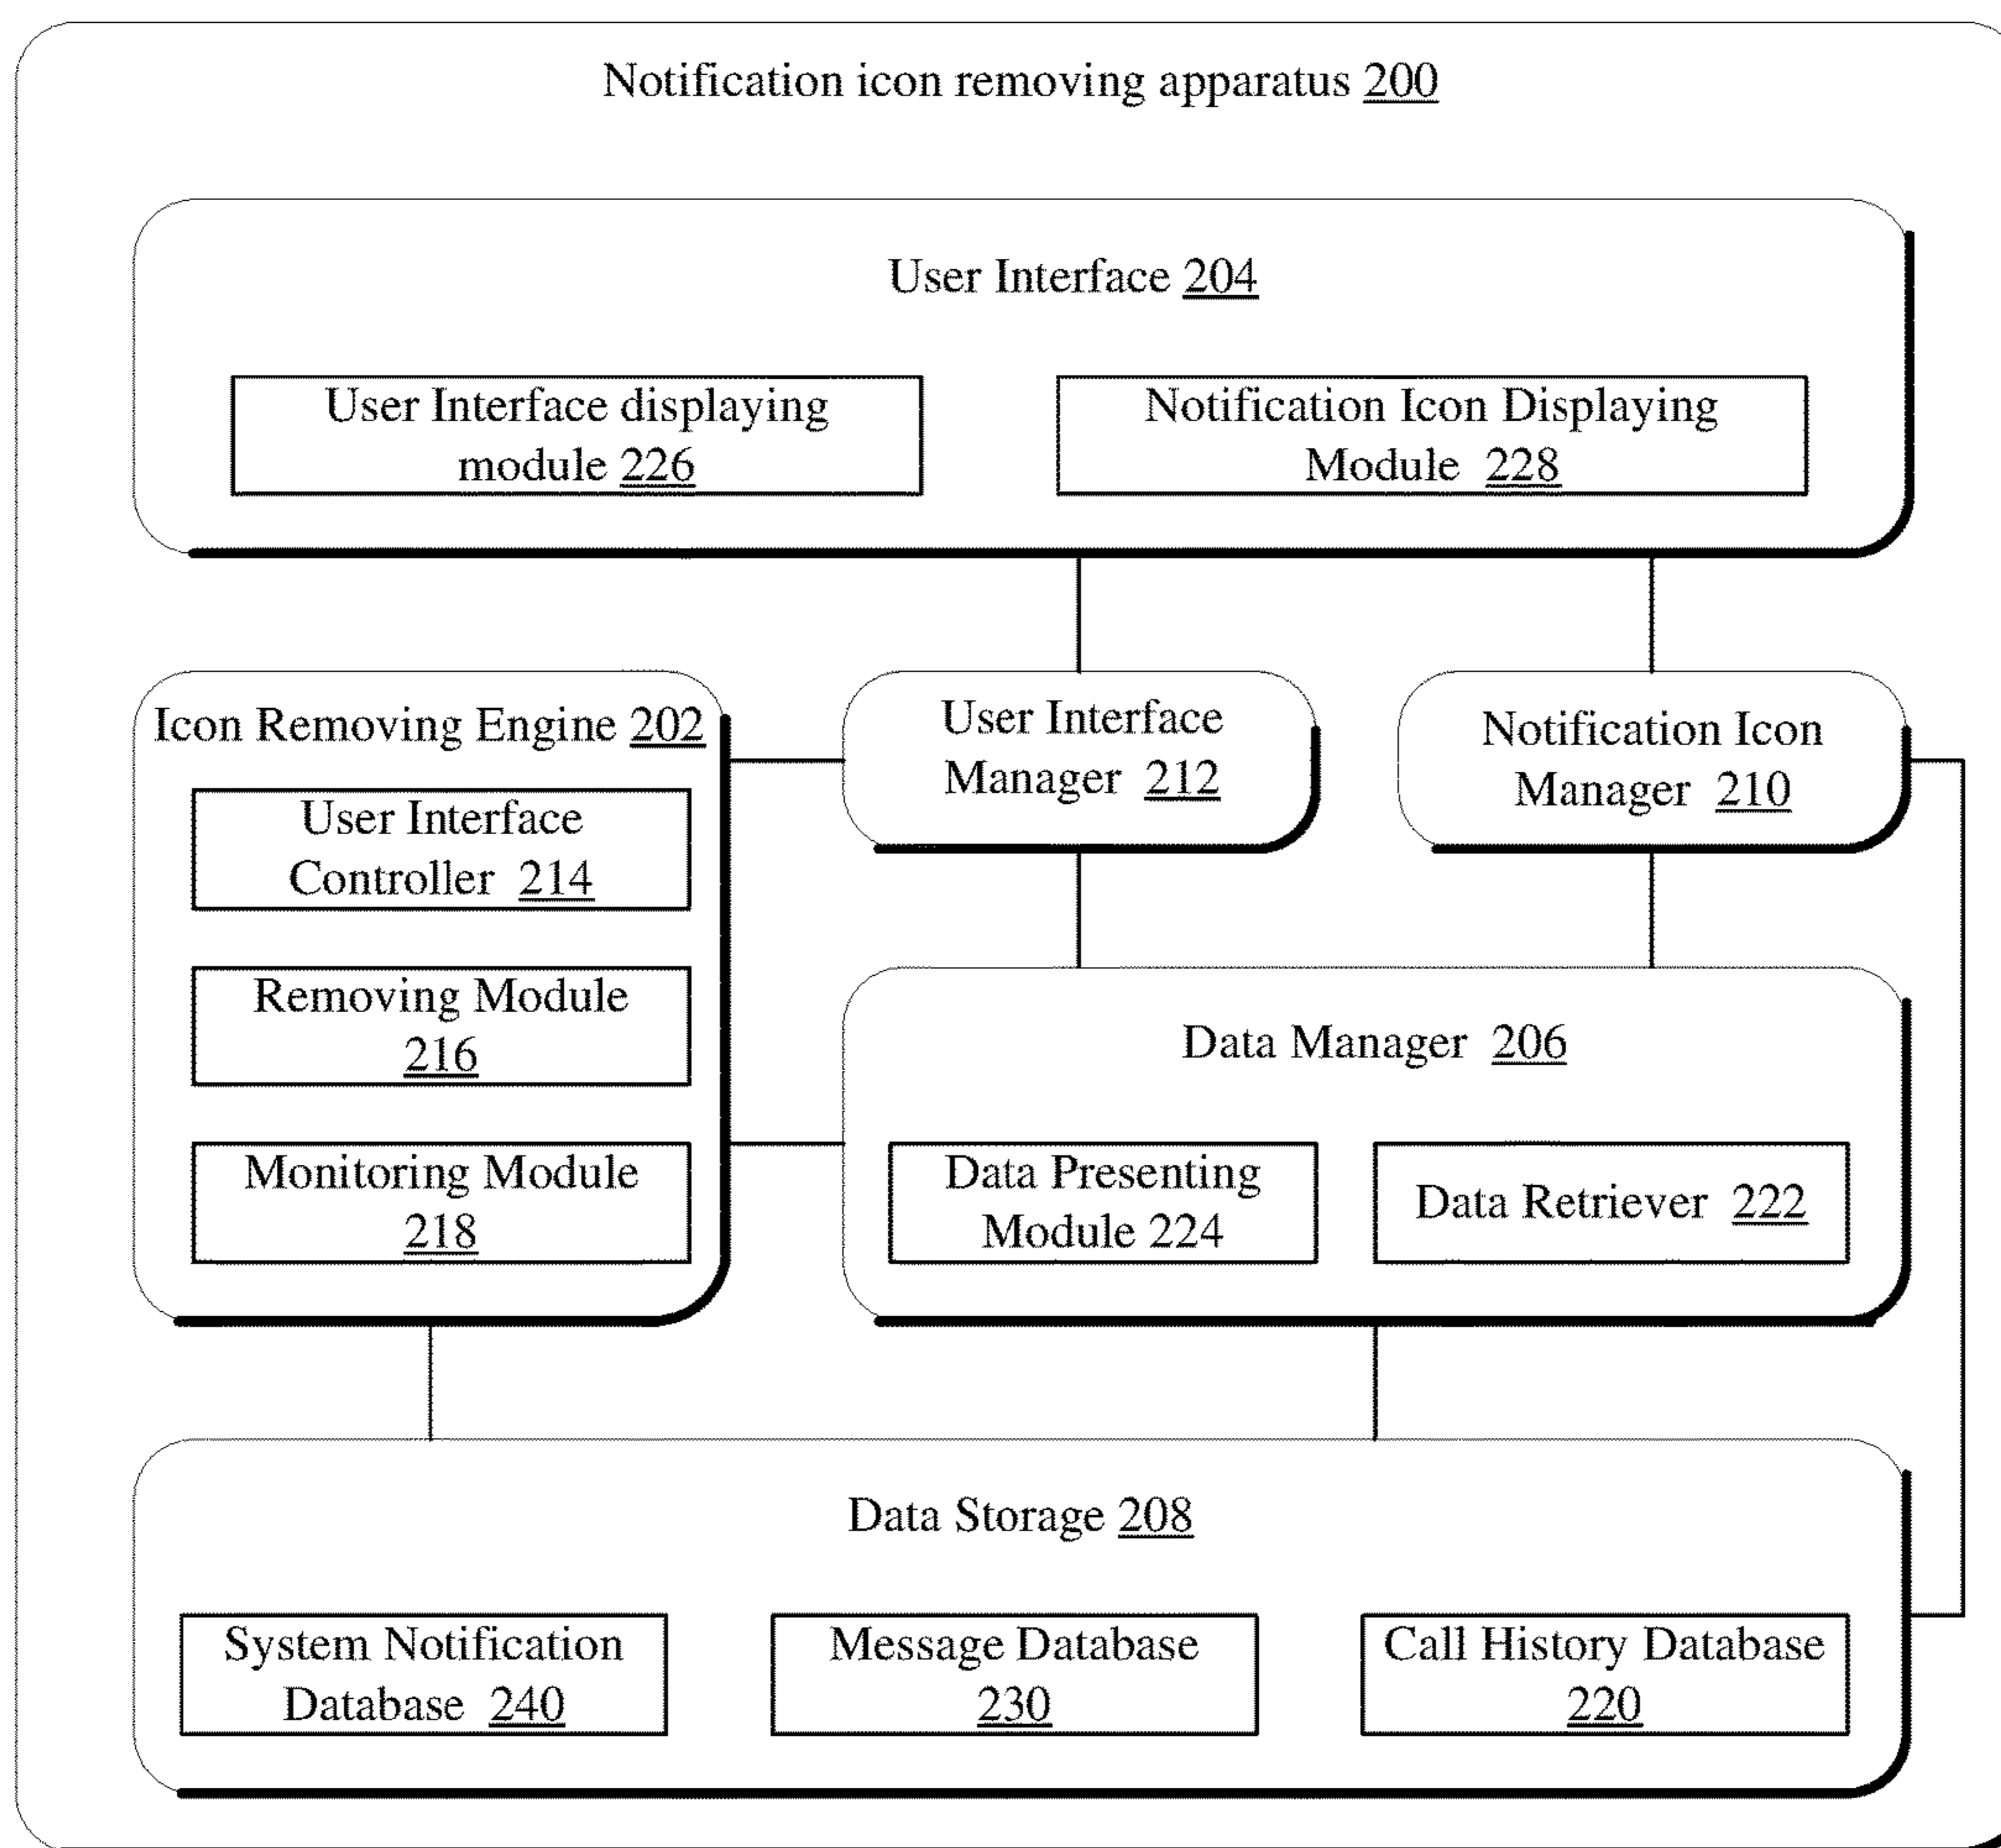 Notification icon removing apparatus 200
User Interface 204
User Interface displaying
module 226
Notification Icon Displaying
Module 228
Icon Removing Engine 202
User Interface
Controller 214
Removing Module
216
Monitoring Module
218
User Interface
Manager 212
Notification Icon
Manager 210
Data Manager 206
Data Presenting
Module 224
Data Retriever 222
Data Storage 208
System Notification
Database 240
Message Database
230
Call History Database
220